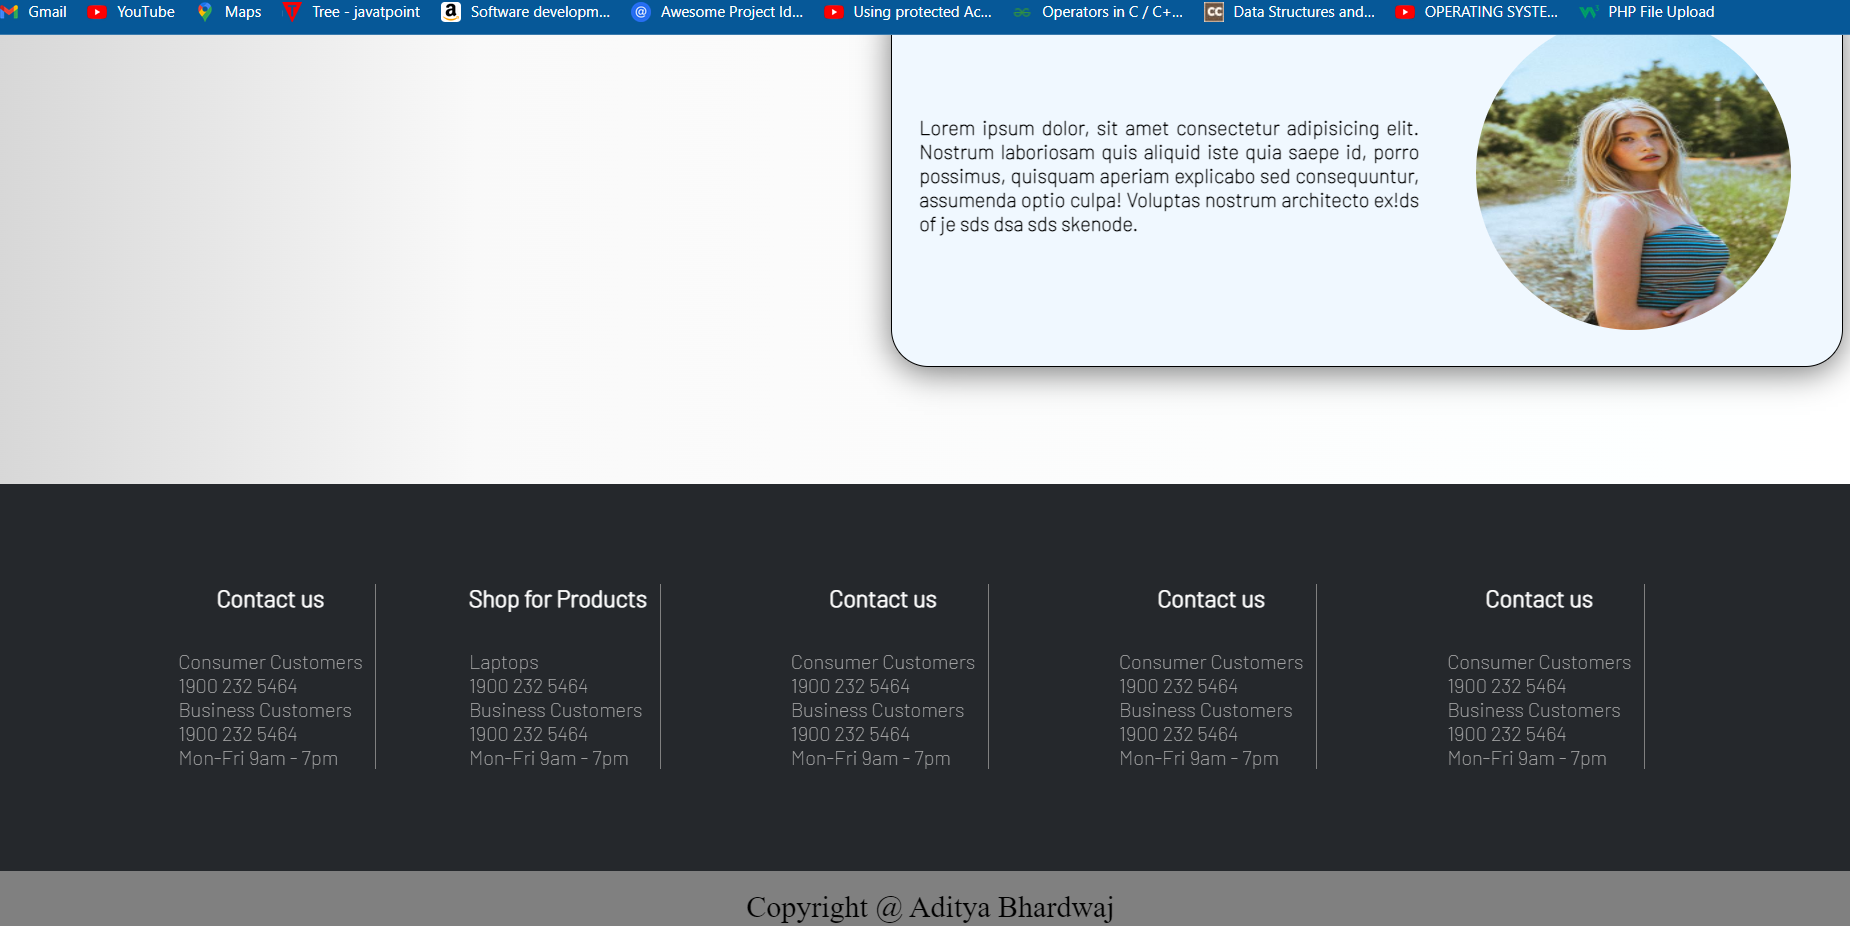 Gmail YouTube Maps Tree - javatpoint Software developm... Awesome Project Id... Using protected Ac... Operators in C / C+... Data Structures and... OPERATING SYSTE... PHP File Upload
Lorem ipsum dolor, sit amet consectetur adipisicing elit.
Nostrum laboriosam quis aliquid iste quia saepe id, porro
possimus, quisquam aperiam explicabo sed consequuntur,
assumenda optio culpa! Voluptas nostrum architecto ex!ds
of je sds dsa sds skenode.
Contact us
Consumer Customers
1900 232 5464
Business Customers
1900 232 5464
Mon-Fri 9am - 7pm
Shop for Products
Laptops
1900 232 5464
Business Customers
1900 232 5464
Mon-Fri 9am - 7pm
Contact us
Consumer Customers
1900 232 5464
Business Customers
1900 232 5464
Mon-Fri 9am - 7pm
Contact us
Consumer Customers
1900 232 5464
Business Customers
1900 232 5464
Mon-Fri 9am - 7pm
Contact us
Consumer Customers
1900 232 5464
Business Customers
1900 232 5464
Mon-Fri 9am - 7pm
Copyright @ Aditya Bhardwaj